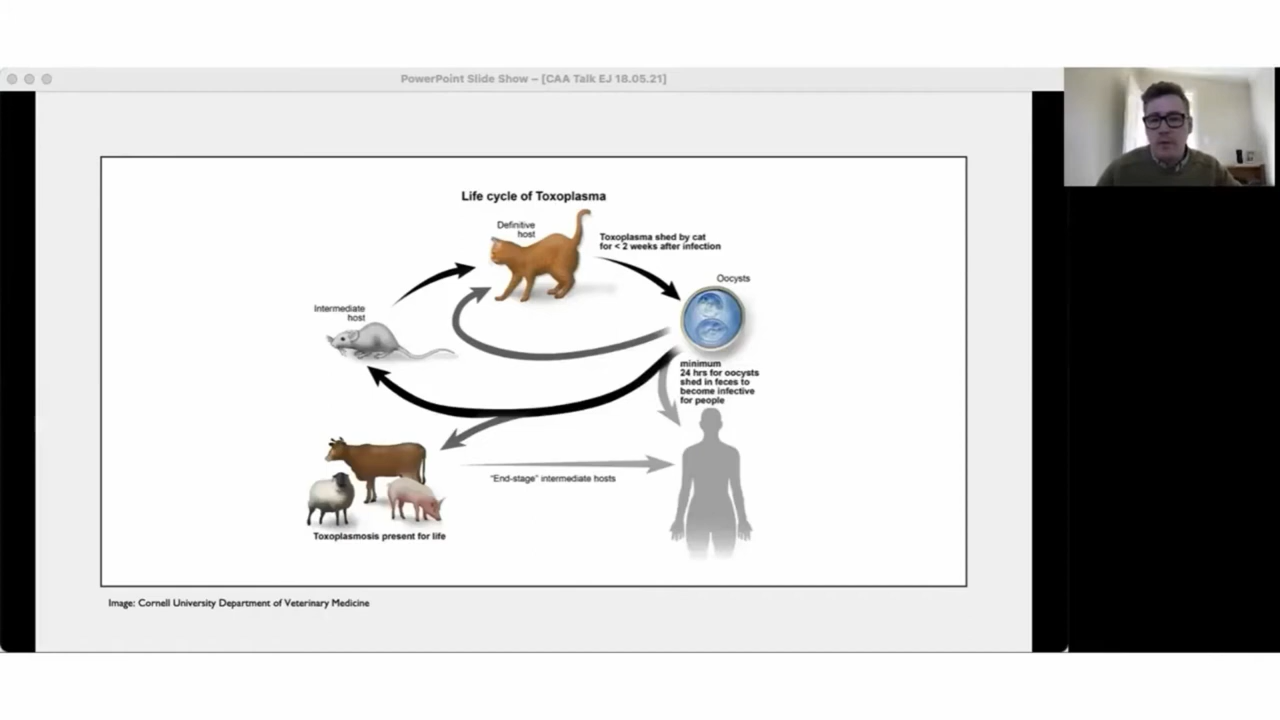 PowerPoint Slide Show – [CAA Talk EJ 18.05.21]
Life cycle of Toxoplasma
Definitive
host
Toxoplasma shed by cat
for < 2 weeks after infection
Oocysts
Intermediate
host
minimum
24 hrs for oocysts
shed in feces to
become infective
for people
"End-stage" intermediate hosts
Toxoplasmosis present for life
Image: Cornell University Department of Veterinary Medicine